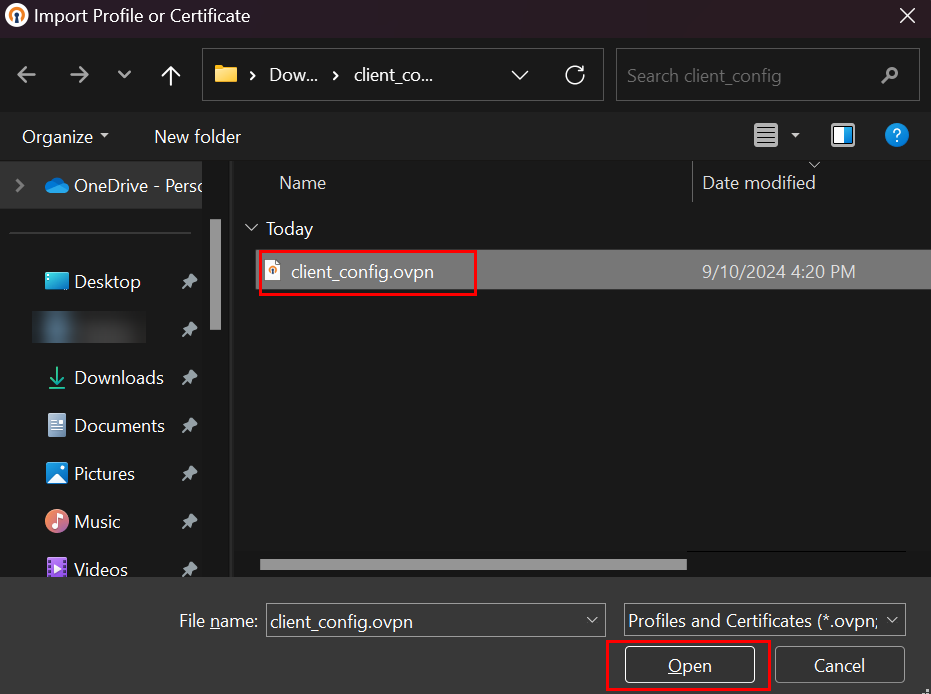 Import Profile or Certificate
Dow... client_co...
Search client_config
Organize New folder
?
OneDrive - Perso
Name Date modified
Today
client_config.ovpn 9/10/2024 4:20 PM
Desktop
Downloads
Documents
Pictures
Music
Videos
File name: client_config.ovpn Profiles and Certificates (*.ovpn;
Open Cancel